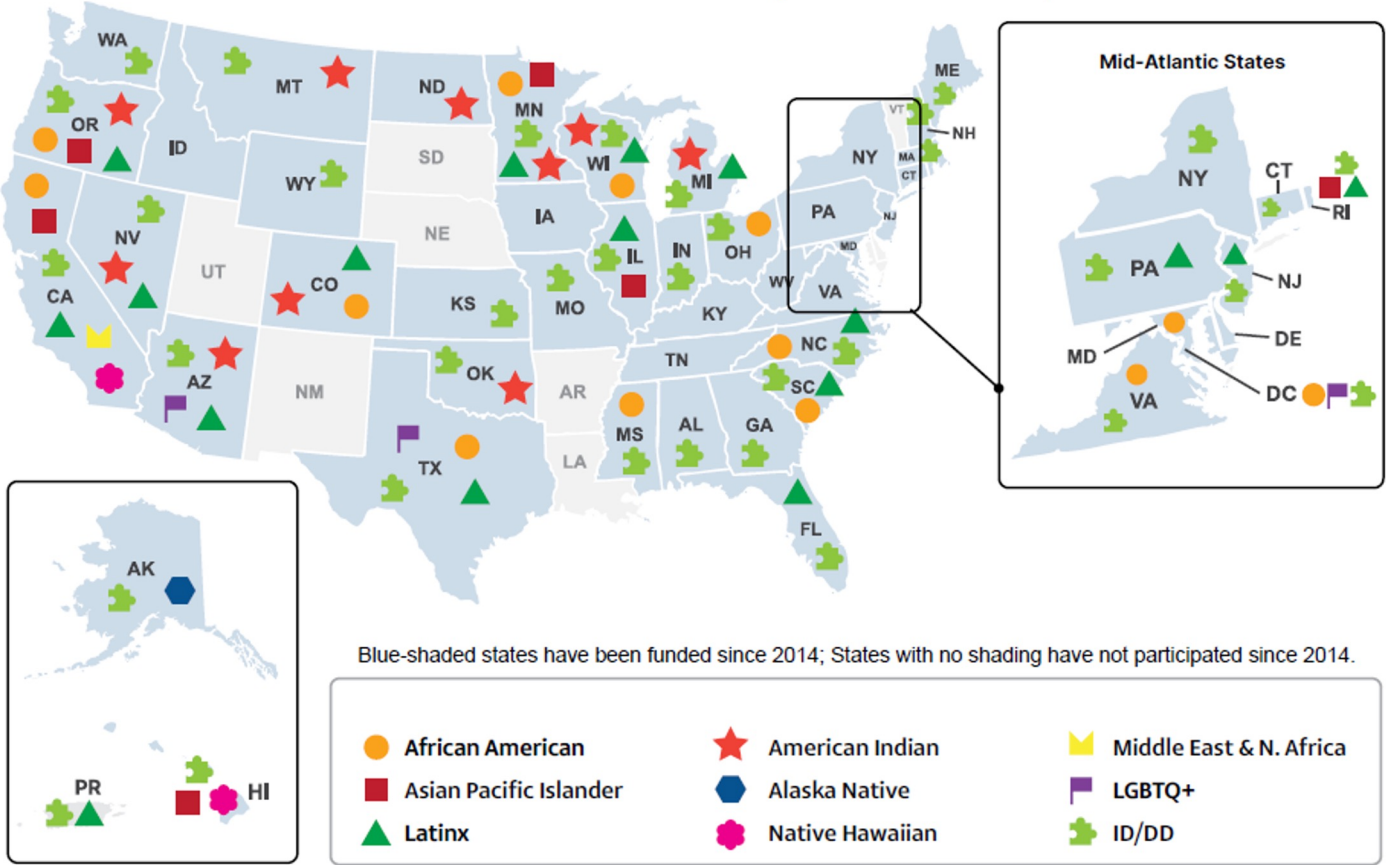 WA
MT
ND
MN
ME
OR
ID
VT
NH
SD
WI
MI
NY
MA
CT
WY
IA
PA
NJ
NV
NE
IL
IN
OH
MD
UT
CO
WV
VA
CA
KS
MO
KY
NC
TN
AZ
NM
OK
AR
SC
MS
AL
GA
TX
LA
FL
Mid-Atlantic States
NY
CT
RI
PA
NJ
DE
MD
DC
VA
AK
PR
HI
Blue-shaded states have been funded since 2014; States with no shading have not participated since 2014.
African American
American Indian
Middle East & N. Africa
Asian Pacific Islander
Alaska Native
LGBTQ+
Latinx
Native Hawaiian
ID/DD